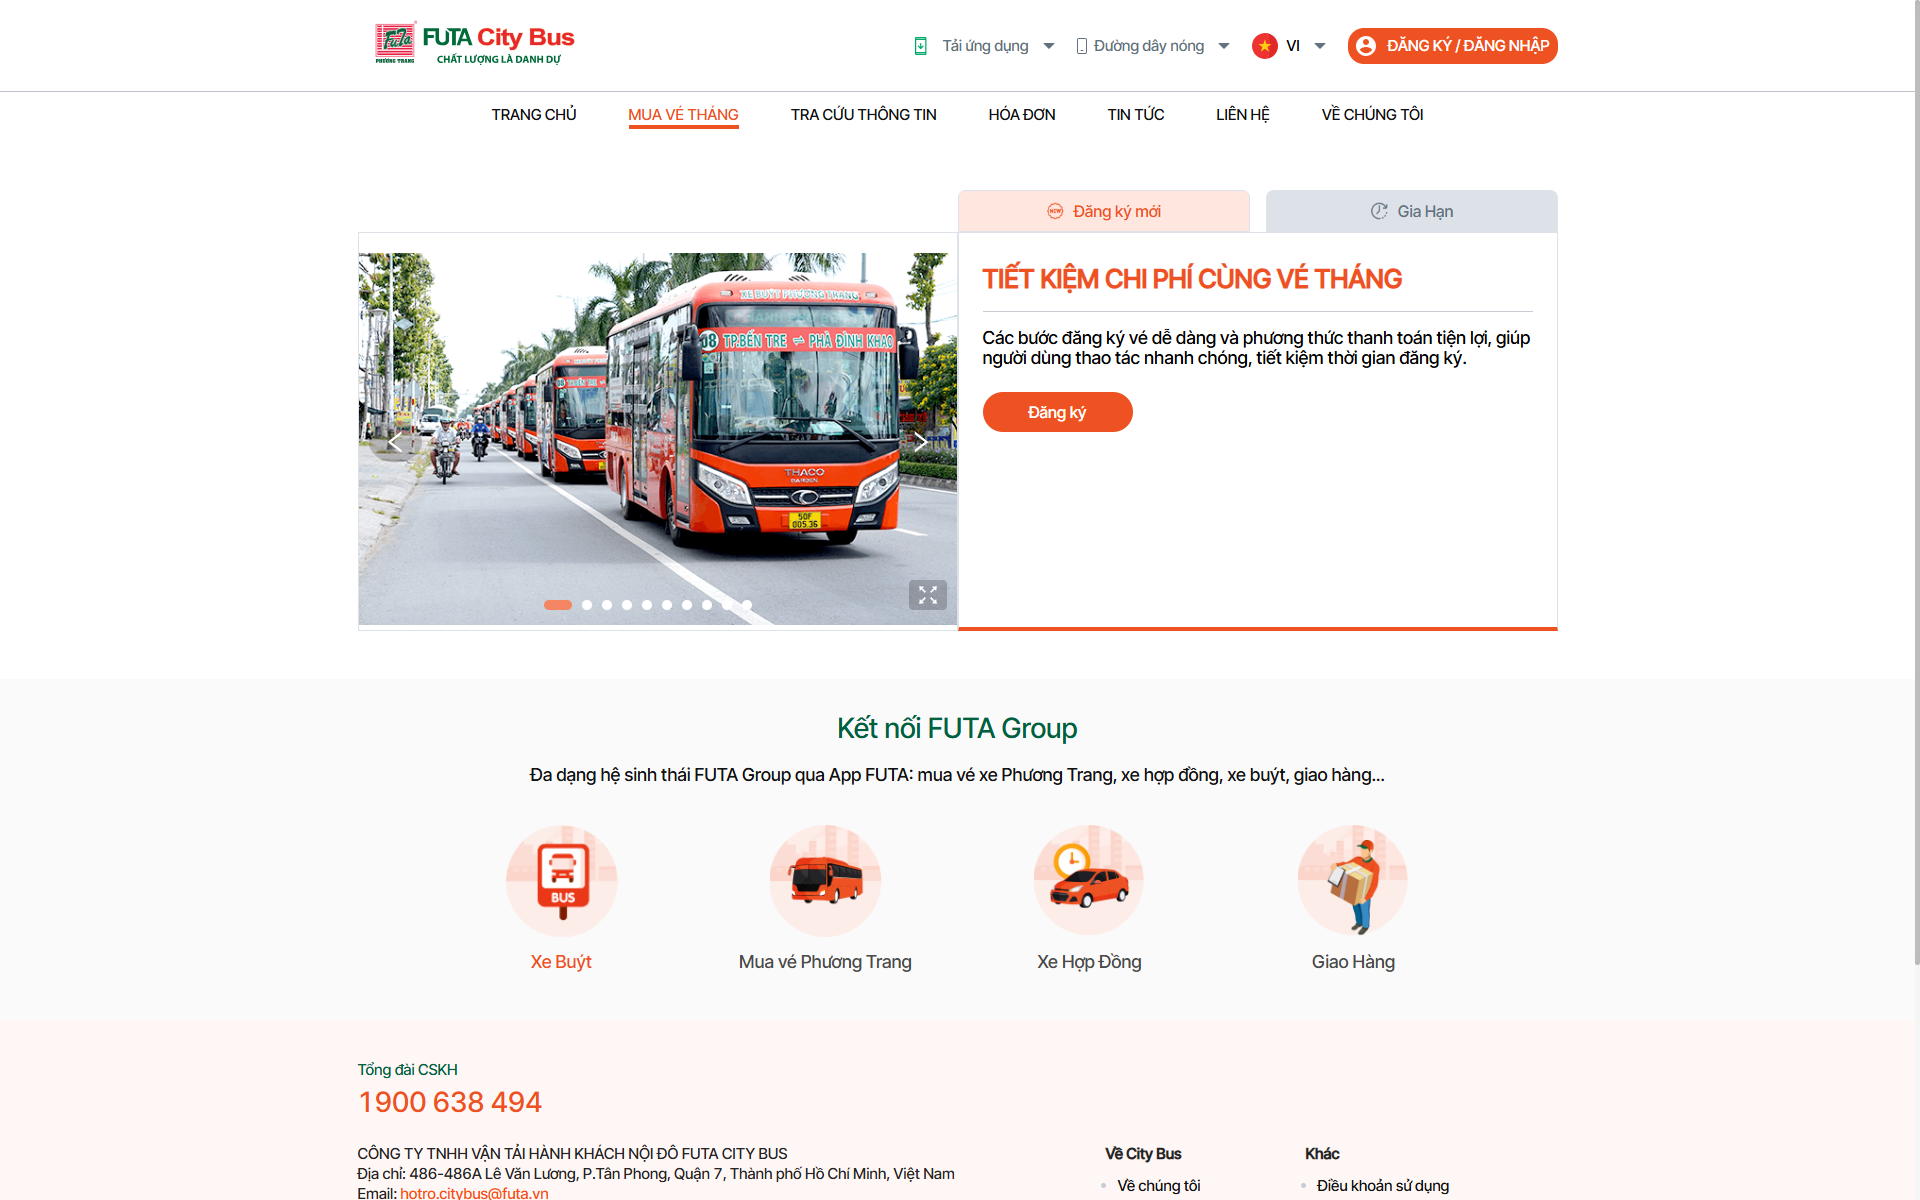 FUTA City Bus
PHƯƠNG TRANG
CHẤT LƯỢNG LÀ DANH DỰ
Tải ứng dụng
Đường dây nóng
VI
ĐĂNG KÝ / ĐĂNG NHẬP
TRANG CHỦ
MUA VÉ THÁNG
TRA CỨU THÔNG TIN
HÓA ĐƠN
TIN TỨC
LIÊN HỆ
VỀ CHÚNG TÔI
NEW
Đăng ký mới
Gia Hạn
XE BUÝT PHƯƠNG TRANG
08 TP.BẾN TRE ⇌ PHÀ ĐÌNH KHAO
THACO
GARDEN
50F
005.36
TIẾT KIỆM CHI PHÍ CÙNG VÉ THÁNG
Các bước đăng ký vé dễ dàng và phương thức thanh toán tiện lợi, giúp
người dùng thao tác nhanh chóng, tiết kiệm thời gian đăng ký.
Đăng ký
Kết nối FUTA Group
Đa dạng hệ sinh thái FUTA Group qua App FUTA: mua vé xe Phương Trang, xe hợp đồng, xe buýt, giao hàng...
BUS
Xe Buýt
Mua vé Phương Trang
Xe Hợp Đồng
Giao Hàng
Tổng đài CSKH
1900 638 494
CÔNG TY TNHH VẬN TẢI HÀNH KHÁCH NỘI ĐÔ FUTA CITY BUS
Địa chỉ: 486-486A Lê Văn Lương, P.Tân Phong, Quận 7, Thành phố Hồ Chí Minh, Việt Nam
Email: hotro.citybus@futa.vn
Về City Bus
Về chúng tôi
Khác
Điều khoản sử dụng